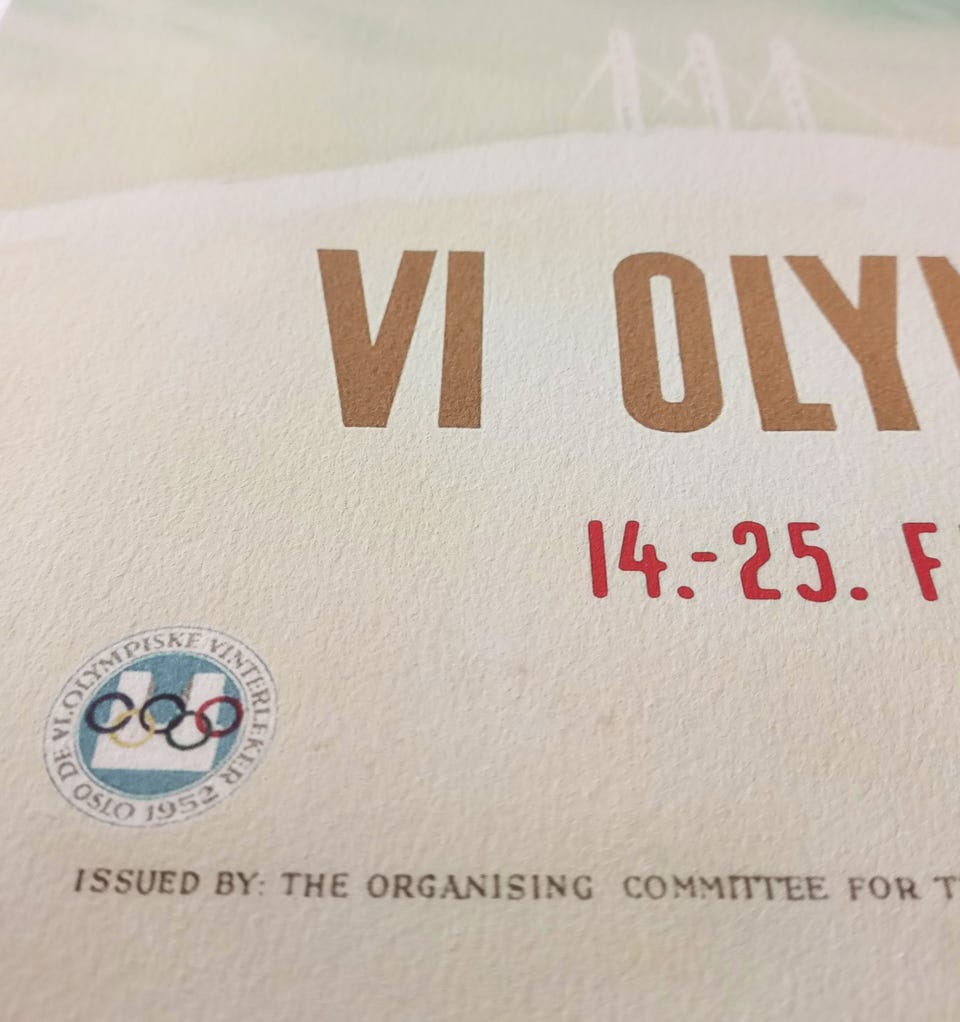 VI OLY
14.-25. F
DE VI. OLYMPISKE VINTERLEKER
OSLO 1952
ISSUED BY: THE ORGANISING COMMITTEE FOR T